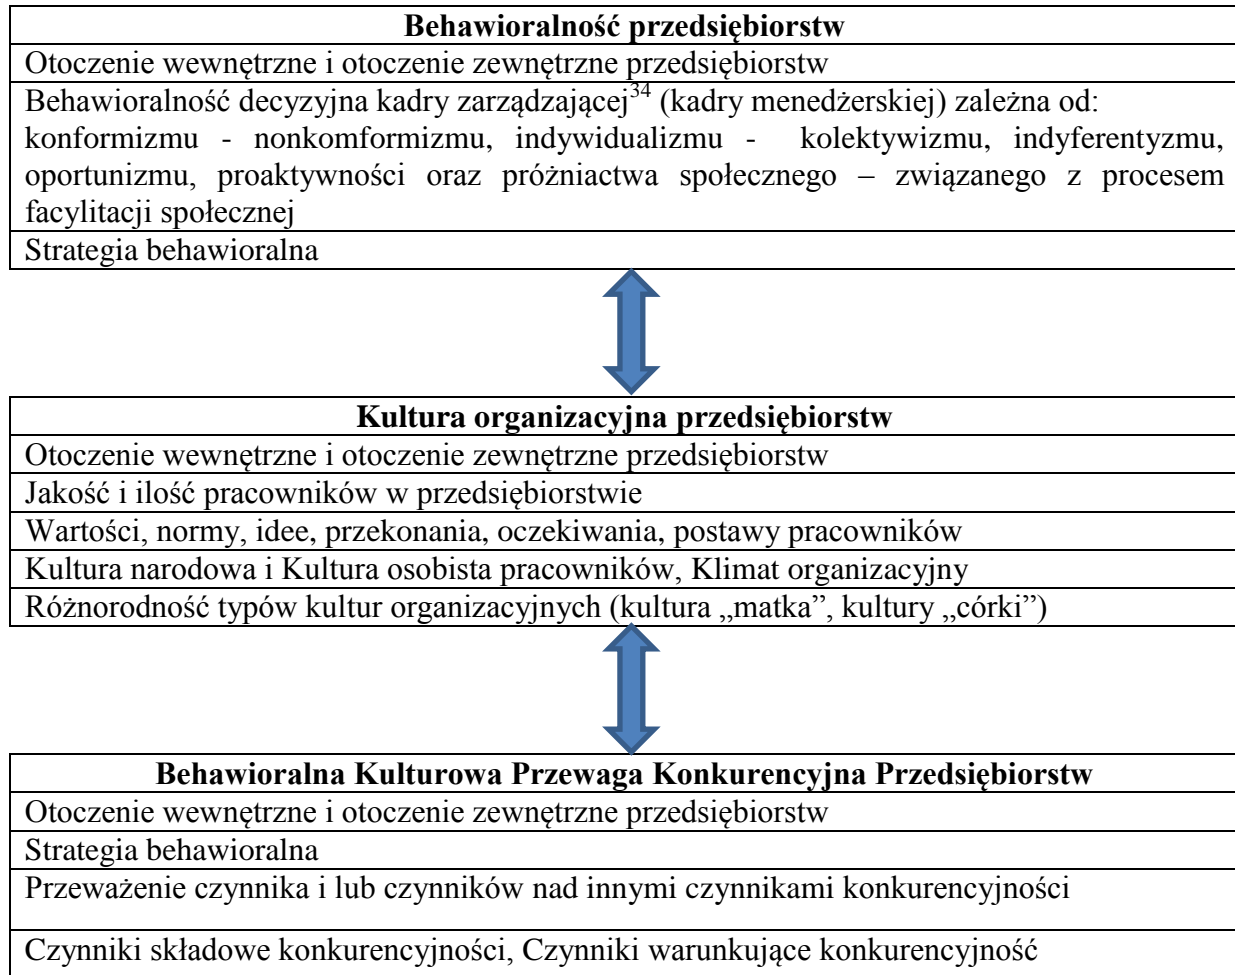 Behawioralność przedsiębiorstw
Otoczenie wewnętrzne i otoczenie zewnętrzne przedsiębiorstw
Behawioralność decyzyjna kadry zarządzającej34 (kadry menedżerskiej) zależna od:
konformizmu - nonkomformizmu, indywidualizmu - kolektywizmu, indyferentyzmu,
oportunizmu, proaktywności oraz próżniactwa społecznego – związanego z procesem
facylitacji społecznej
Strategia behawioralna
Kultura organizacyjna przedsiębiorstw
Otoczenie wewnętrzne i otoczenie zewnętrzne przedsiębiorstw
Jakość i ilość pracowników w przedsiębiorstwie
Wartości, normy, idee, przekonania, oczekiwania, postawy pracowników
Kultura narodowa i Kultura osobista pracowników, Klimat organizacyjny
Różnorodność typów kultur organizacyjnych (kultura „matka”, kultury „córki”)
Behawioralna Kulturowa Przewaga Konkurencyjna Przedsiębiorstw
Otoczenie wewnętrzne i otoczenie zewnętrzne przedsiębiorstw
Strategia behawioralna
Przeważenie czynnika i lub czynników nad innymi czynnikami konkurencyjności
Czynniki składowe konkurencyjności, Czynniki warunkujące konkurencyjność